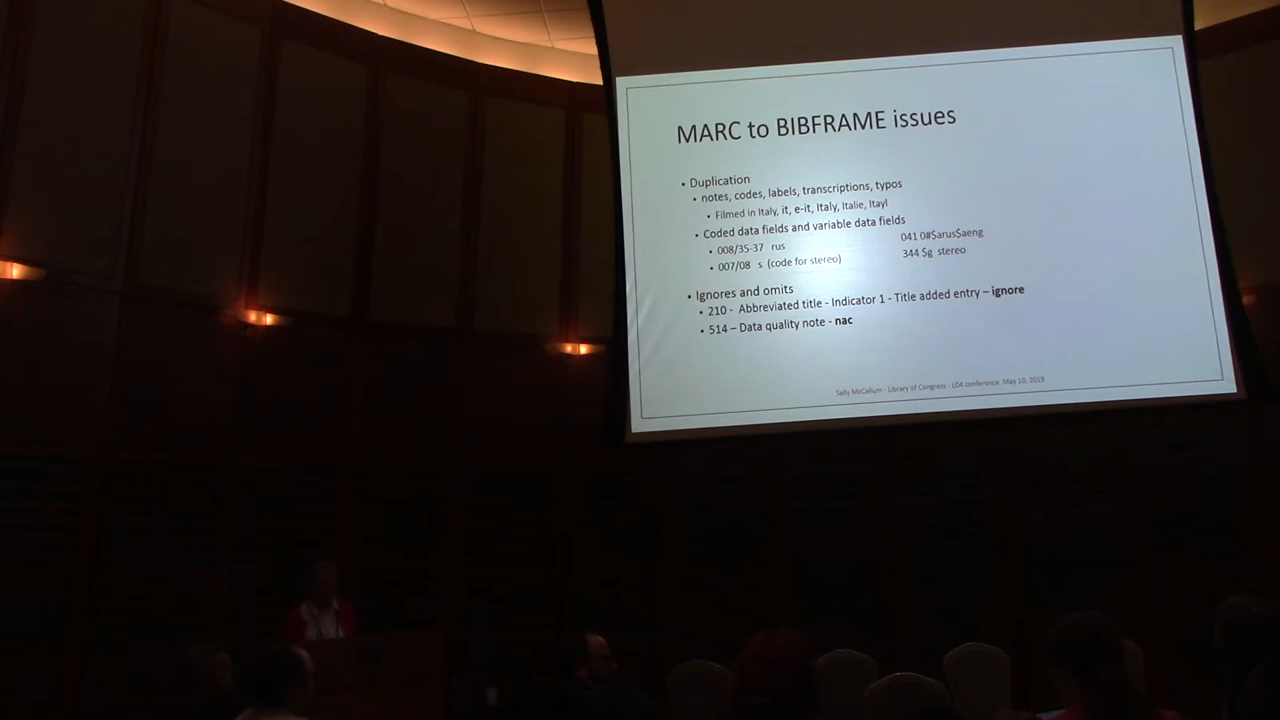 MARC to BIBFRAME issues
• Duplication
• notes, codes, labels, transcriptions, typos
• Filmed in Italy, it, e-it, Italy, Italie, Itayl
• Coded data fields and variable data fields
• 008/35-37 rus 041 0#$arus$aeng
• 007/08 s (code for stereo) 344 $g stereo
• Ignores and omits
• 210 - Abbreviated title - Indicator 1 - Title added entry – ignore
• 514 – Data quality note - nac
Sally McCallum - Library of Congress - LD4 conference, May 10, 2019